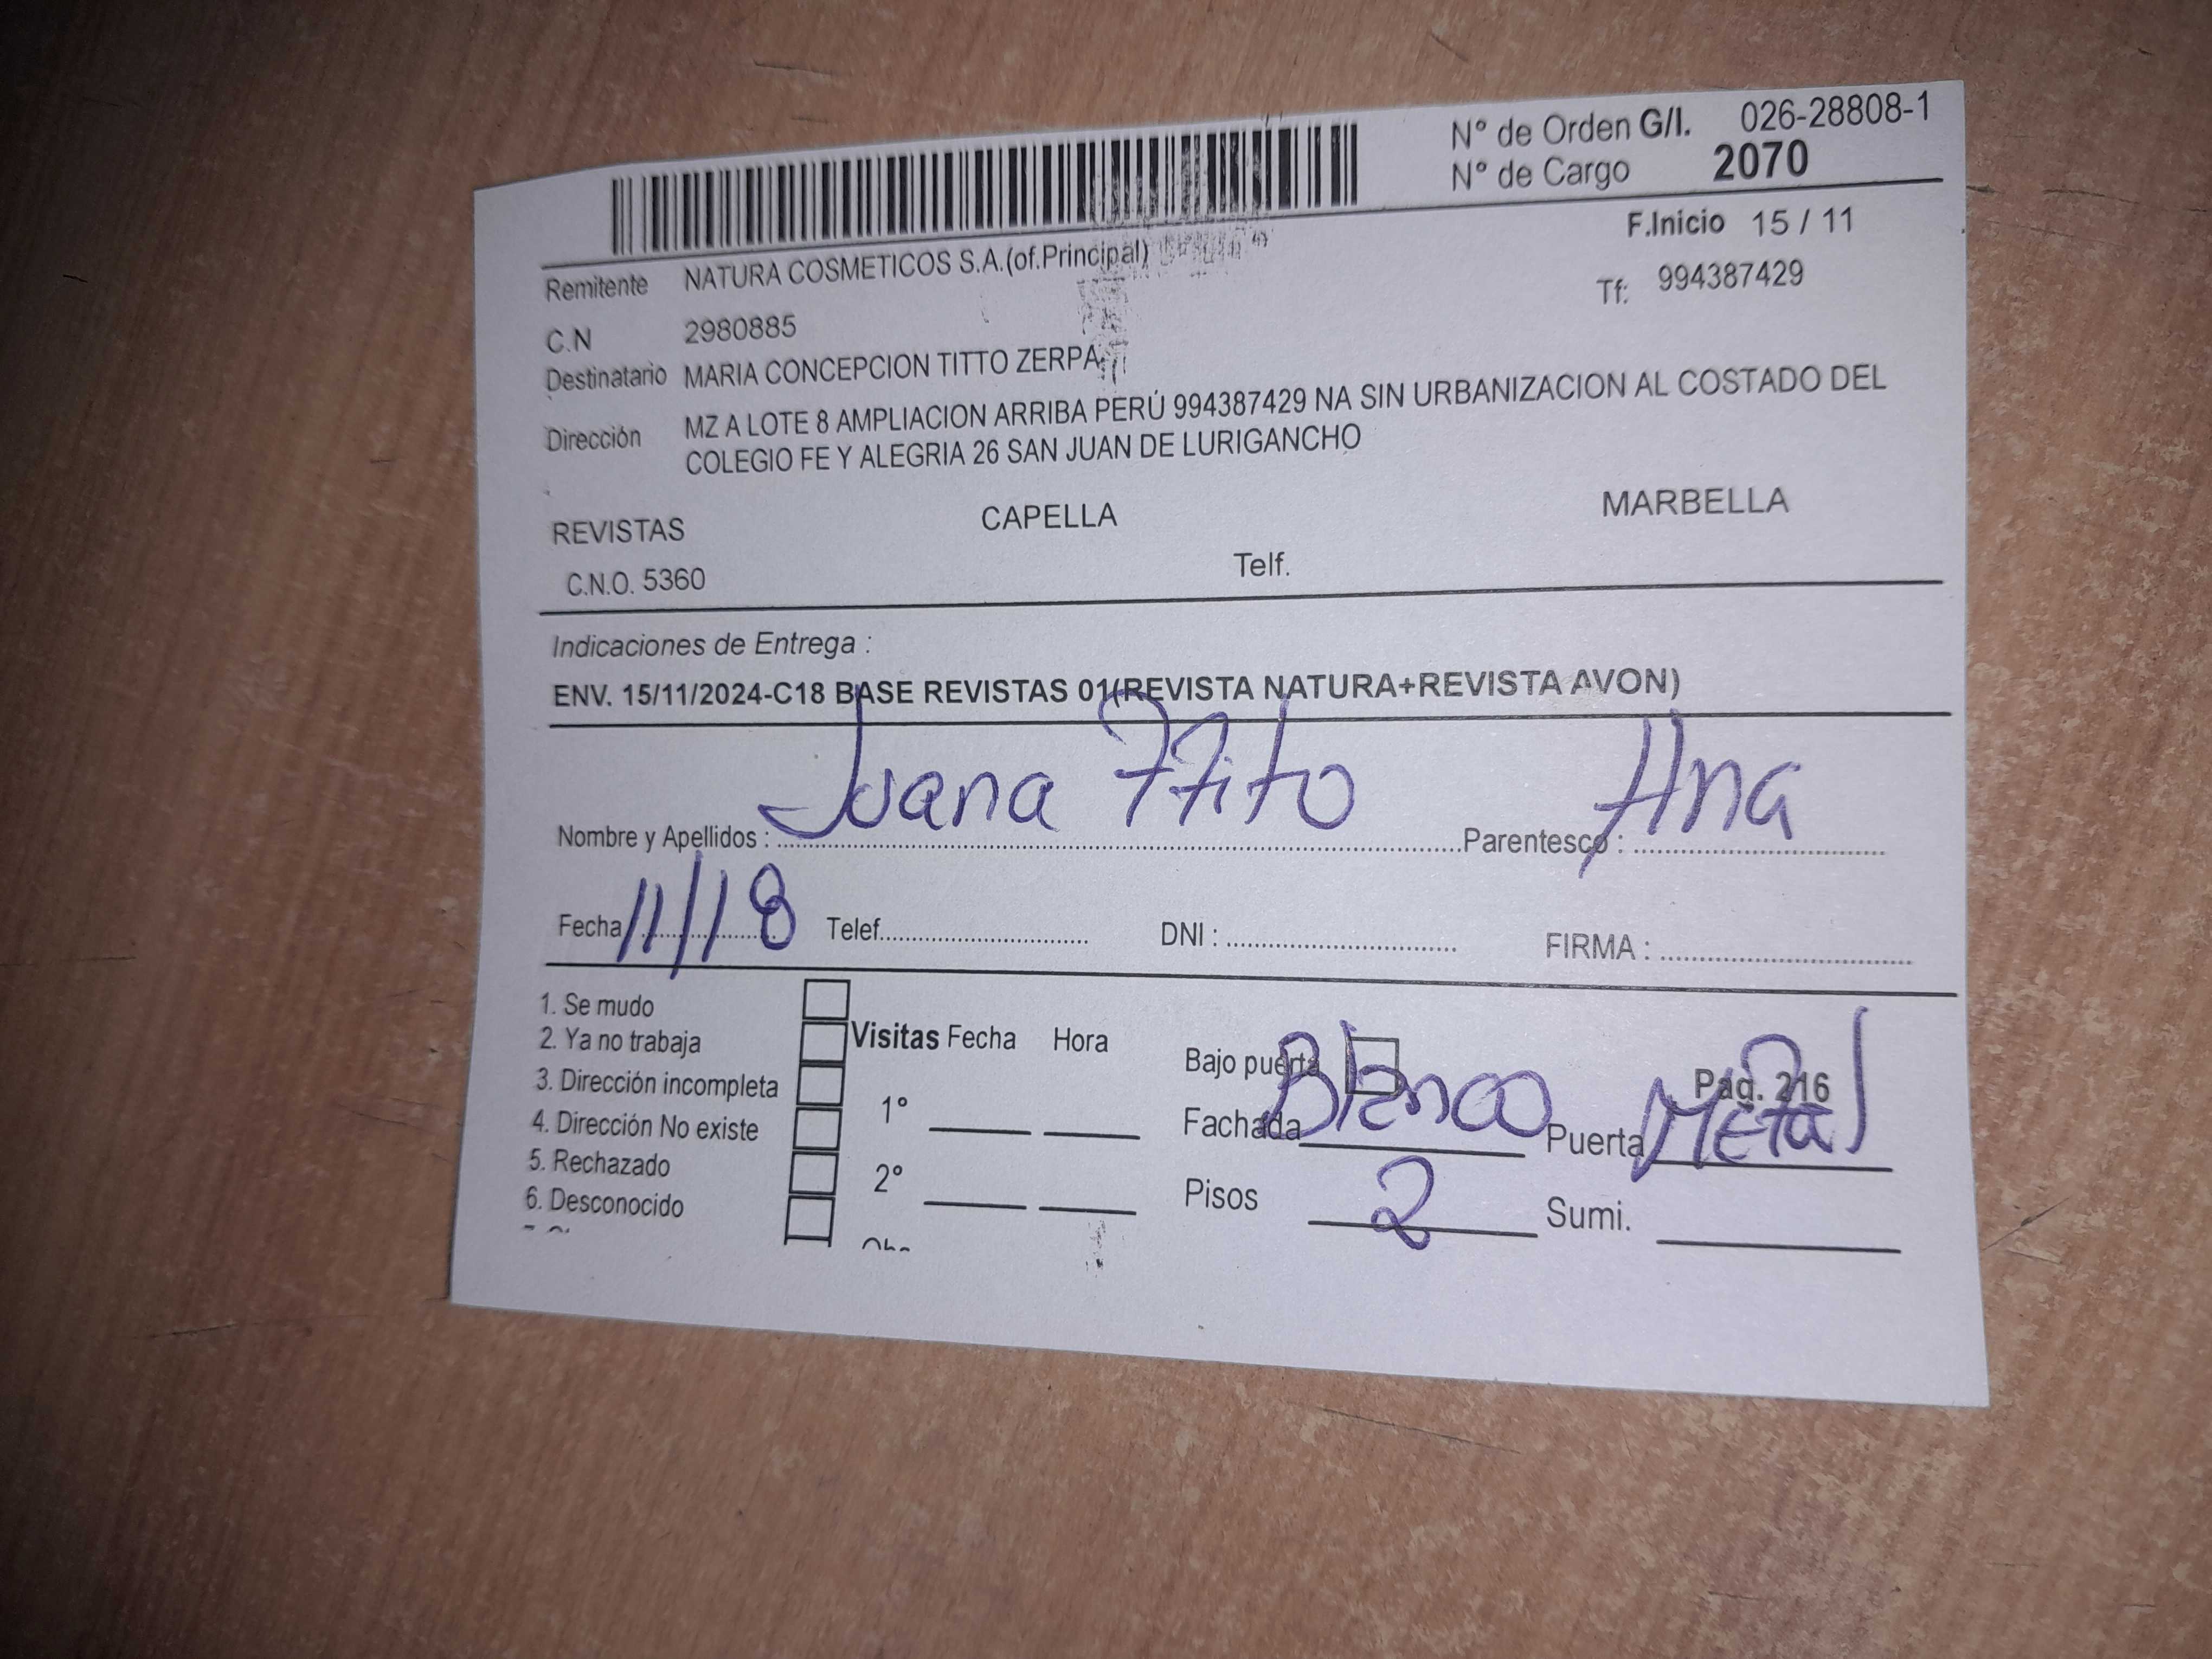 N° de Orden G/I. 026-28808-1
N° de Cargo 2070
F.Inicio 15 / 11
Remitente NATURA COSMETICOS S.A.(of.Principal)
Tf: 994387429
C.N 2980885
Destinatario MARIA CONCEPCION TITTO ZERPA
Dirección MZ A LOTE 8 AMPLIACION ARRIBA PERÚ 994387429 NA SIN URBANIZACION AL COSTADO DEL
COLEGIO FE Y ALEGRIA 26 SAN JUAN DE LURIGANCHO
REVISTAS CAPELLA MARBELLA
C.N.O. 5360 Telf.
Indicaciones de Entrega :
ENV. 15/11/2024-C18 BASE REVISTAS 01(REVISTA NATURA+REVISTA AVON)
Nombre y Apellidos : Juana Parentesco :
Fecha 11/18 Telef. DNI : FIRMA :
1. Se mudo
2. Ya no trabaja Visitas Fecha Hora Bajo puerta Pag. 216
3. Dirección incompleta 1°
4. Dirección No existe Fachada Blanco Puerta Metal
5. Rechazado 2° Pisos 2 Sumi.
6. Desconocido